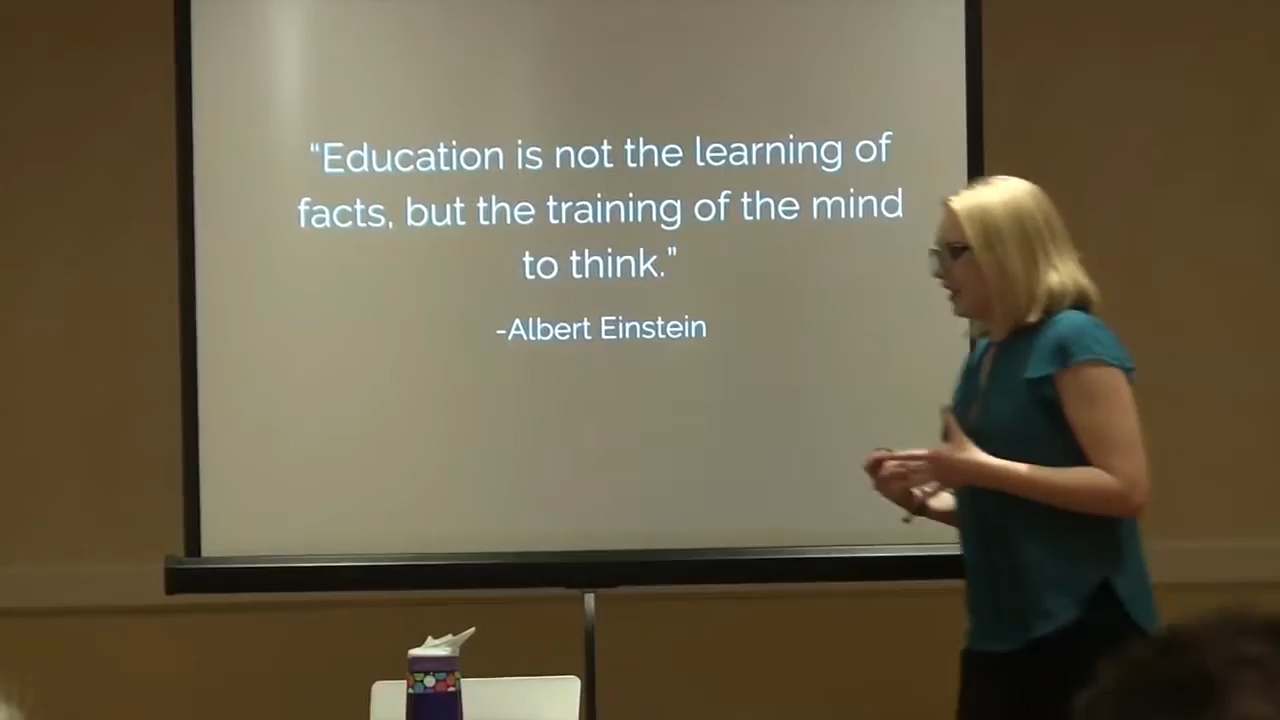 “Education is not the learning of
facts, but the training of the mind
to think.”
-Albert Einstein